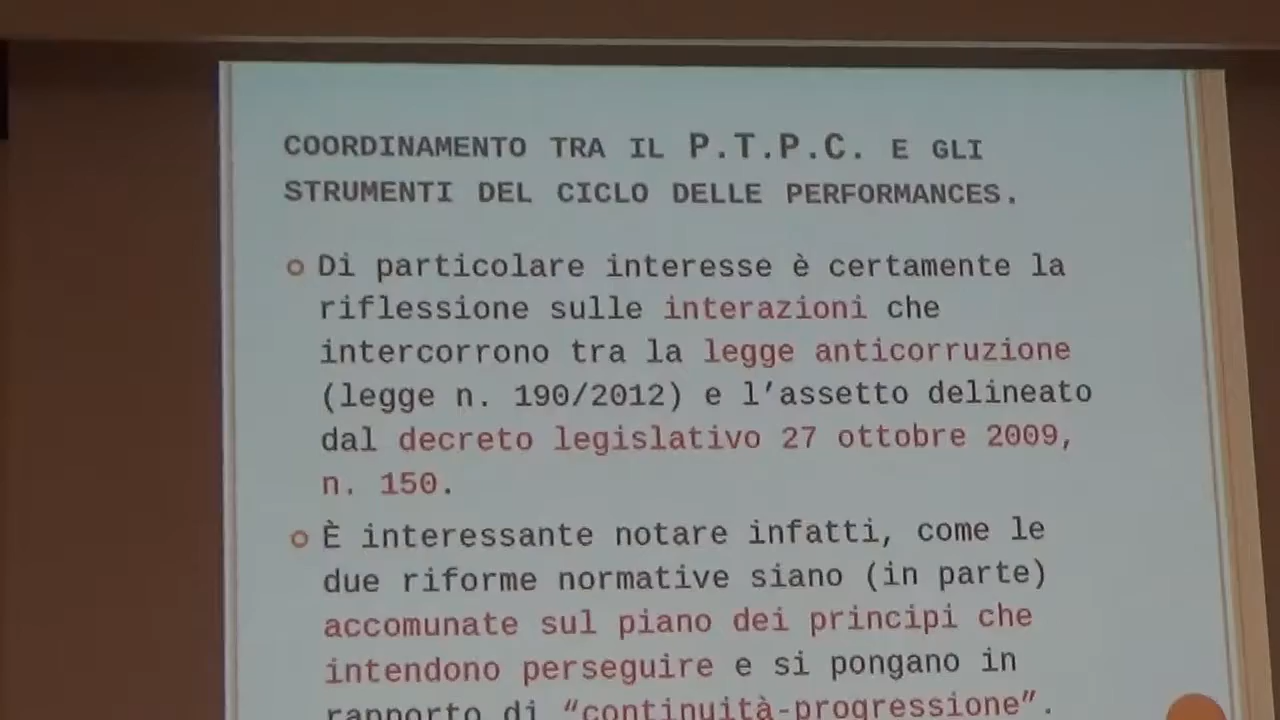 COORDINAMENTO TRA IL P.T.P.C. E GLI
STRUMENTI DEL CICLO DELLE PERFORMANCES.
Di particolare interesse è certamente la
riflessione sulle interazioni che
intercorrono tra la legge anticorruzione
(legge n. 190/2012) e l’assetto delineato
dal decreto legislativo 27 ottobre 2009,
n. 150.
È interessante notare infatti, come le
due riforme normative siano (in parte)
accomunate sul piano dei principi che
intendono perseguire e si pongano in
rapporto di “continuità-progressione”.